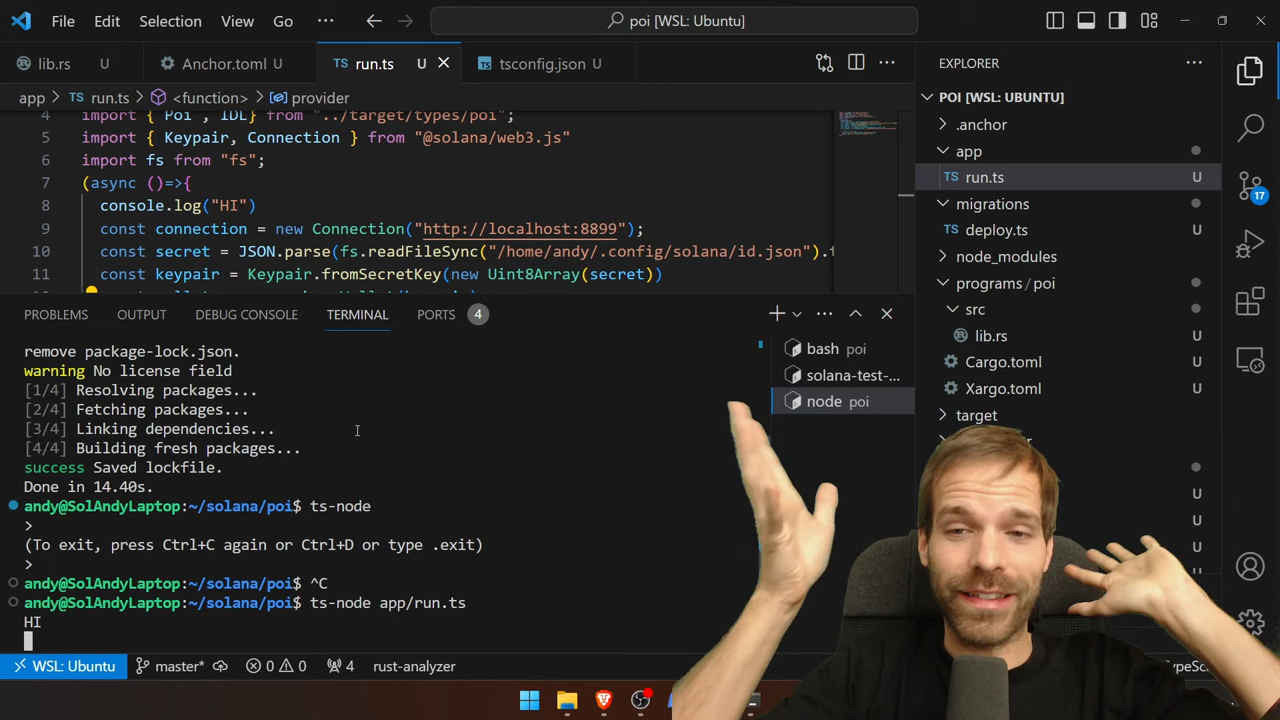 File Edit Selection View Go ··· poi [WSL: Ubuntu]
lib.rs U Anchor.toml U TS run.ts U tsconfig.json U ···
app > TS run.ts > <function> > provider
4 import { Poi , IDL} from "../target/types/poi";
5 import { Keypair, Connection } from "@solana/web3.js"
6 import fs from "fs";
7 (async ()=>{
8 console.log("HI")
9 const connection = new Connection("http://localhost:8899");
10 const secret = JSON.parse(fs.readFileSync("/home/andy/.config/solana/id.json").t
11 const keypair = Keypair.fromSecretKey(new Uint8Array(secret))
PROBLEMS OUTPUT DEBUG CONSOLE TERMINAL PORTS 4
remove package-lock.json.
warning No license field
[1/4] Resolving packages...
[2/4] Fetching packages...
[3/4] Linking dependencies...
[4/4] Building fresh packages...
success Saved lockfile.
Done in 14.40s.
andy@SolAndyLaptop:~/solana/poi$ ts-node
>
(To exit, press Ctrl+C again or Ctrl+D or type .exit)
>
andy@SolAndyLaptop:~/solana/poi$ ^C
andy@SolAndyLaptop:~/solana/poi$ ts-node app/run.ts
HI
bash poi
solana-test-...
node poi
EXPLORER ···
POI [WSL: UBUNTU]
.anchor
app
TS run.ts U
migrations
TS deploy.ts U
node_modules
programs / poi
src
lib.rs U
Cargo.toml U
Xargo.toml U
target
U
U
17
WSL: Ubuntu master* 0 0 4 rust-analyzer